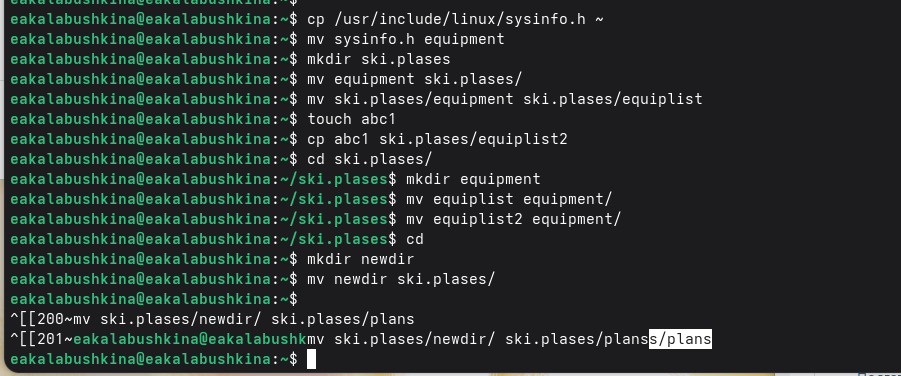 eakalabushkina@eakalabushkina:~$ cp /usr/include/linux/sysinfo.h ~
eakalabushkina@eakalabushkina:~$ mv sysinfo.h equipment
eakalabushkina@eakalabushkina:~$ mkdir ski.plases
eakalabushkina@eakalabushkina:~$ mv equipment ski.plases/
eakalabushkina@eakalabushkina:~$ mv ski.plases/equipment ski.plases/equiplist
eakalabushkina@eakalabushkina:~$ touch abc1
eakalabushkina@eakalabushkina:~$ cp abc1 ski.plases/equiplist2
eakalabushkina@eakalabushkina:~$ cd ski.plases/
eakalabushkina@eakalabushkina:~/ski.plases$ mkdir equipment
eakalabushkina@eakalabushkina:~/ski.plases$ mv equiplist equipment/
eakalabushkina@eakalabushkina:~/ski.plases$ mv equiplist2 equipment/
eakalabushkina@eakalabushkina:~/ski.plases$ cd
eakalabushkina@eakalabushkina:~$ mkdir newdir
eakalabushkina@eakalabushkina:~$ mv newdir ski.plases/
eakalabushkina@eakalabushkina:~$
^[[200~mv ski.plases/newdir/ ski.plases/plans
^[[201~eakalabushkina@eakalabushkmv ski.plases/newdir/ ski.plases/planss/plans
eakalabushkina@eakalabushkina:~$